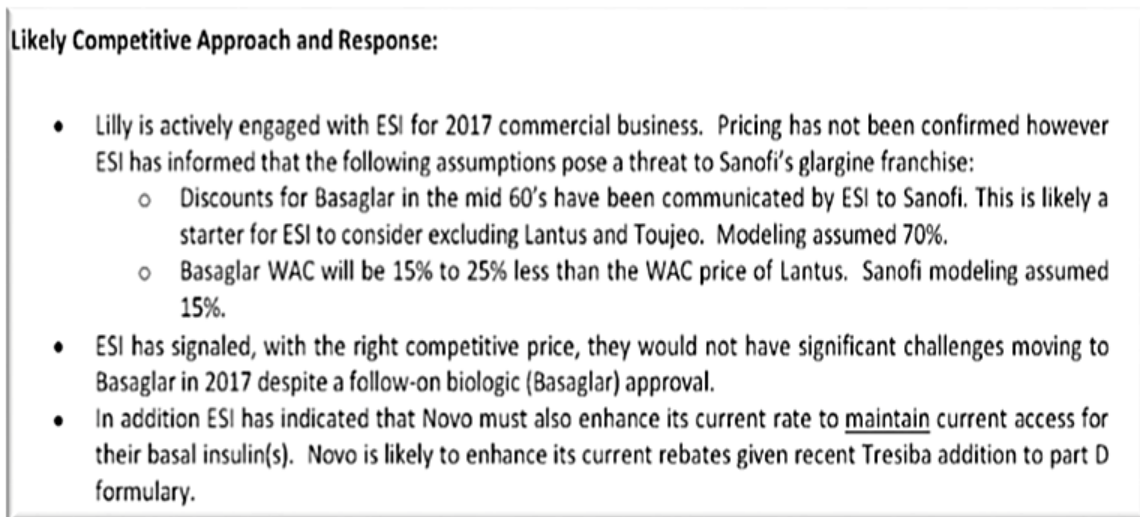 Likely Competitive Approach and Response:
• Lilly is actively engaged with ESI for 2017 commercial business. Pricing has not been confirmed however
ESI has informed that the following assumptions pose a threat to Sanofi's glargine franchise:
o Discounts for Basaglar in the mid 60's have been communicated by ESI to Sanofi. This is likely a
starter for ESI to consider excluding Lantus and Toujeo. Modeling assumed 70%.
o Basaglar WAC will be 15% to 25% less than the WAC price of Lantus. Sanofi modeling assumed
15%.
• ESI has signaled, with the right competitive price, they would not have significant challenges moving to
Basaglar in 2017 despite a follow-on biologic (Basaglar) approval.
• In addition ESI has indicated that Novo must also enhance its current rate to maintain current access for
their basal insulin(s). Novo is likely to enhance its current rebates given recent Tresiba addition to part D
formulary.